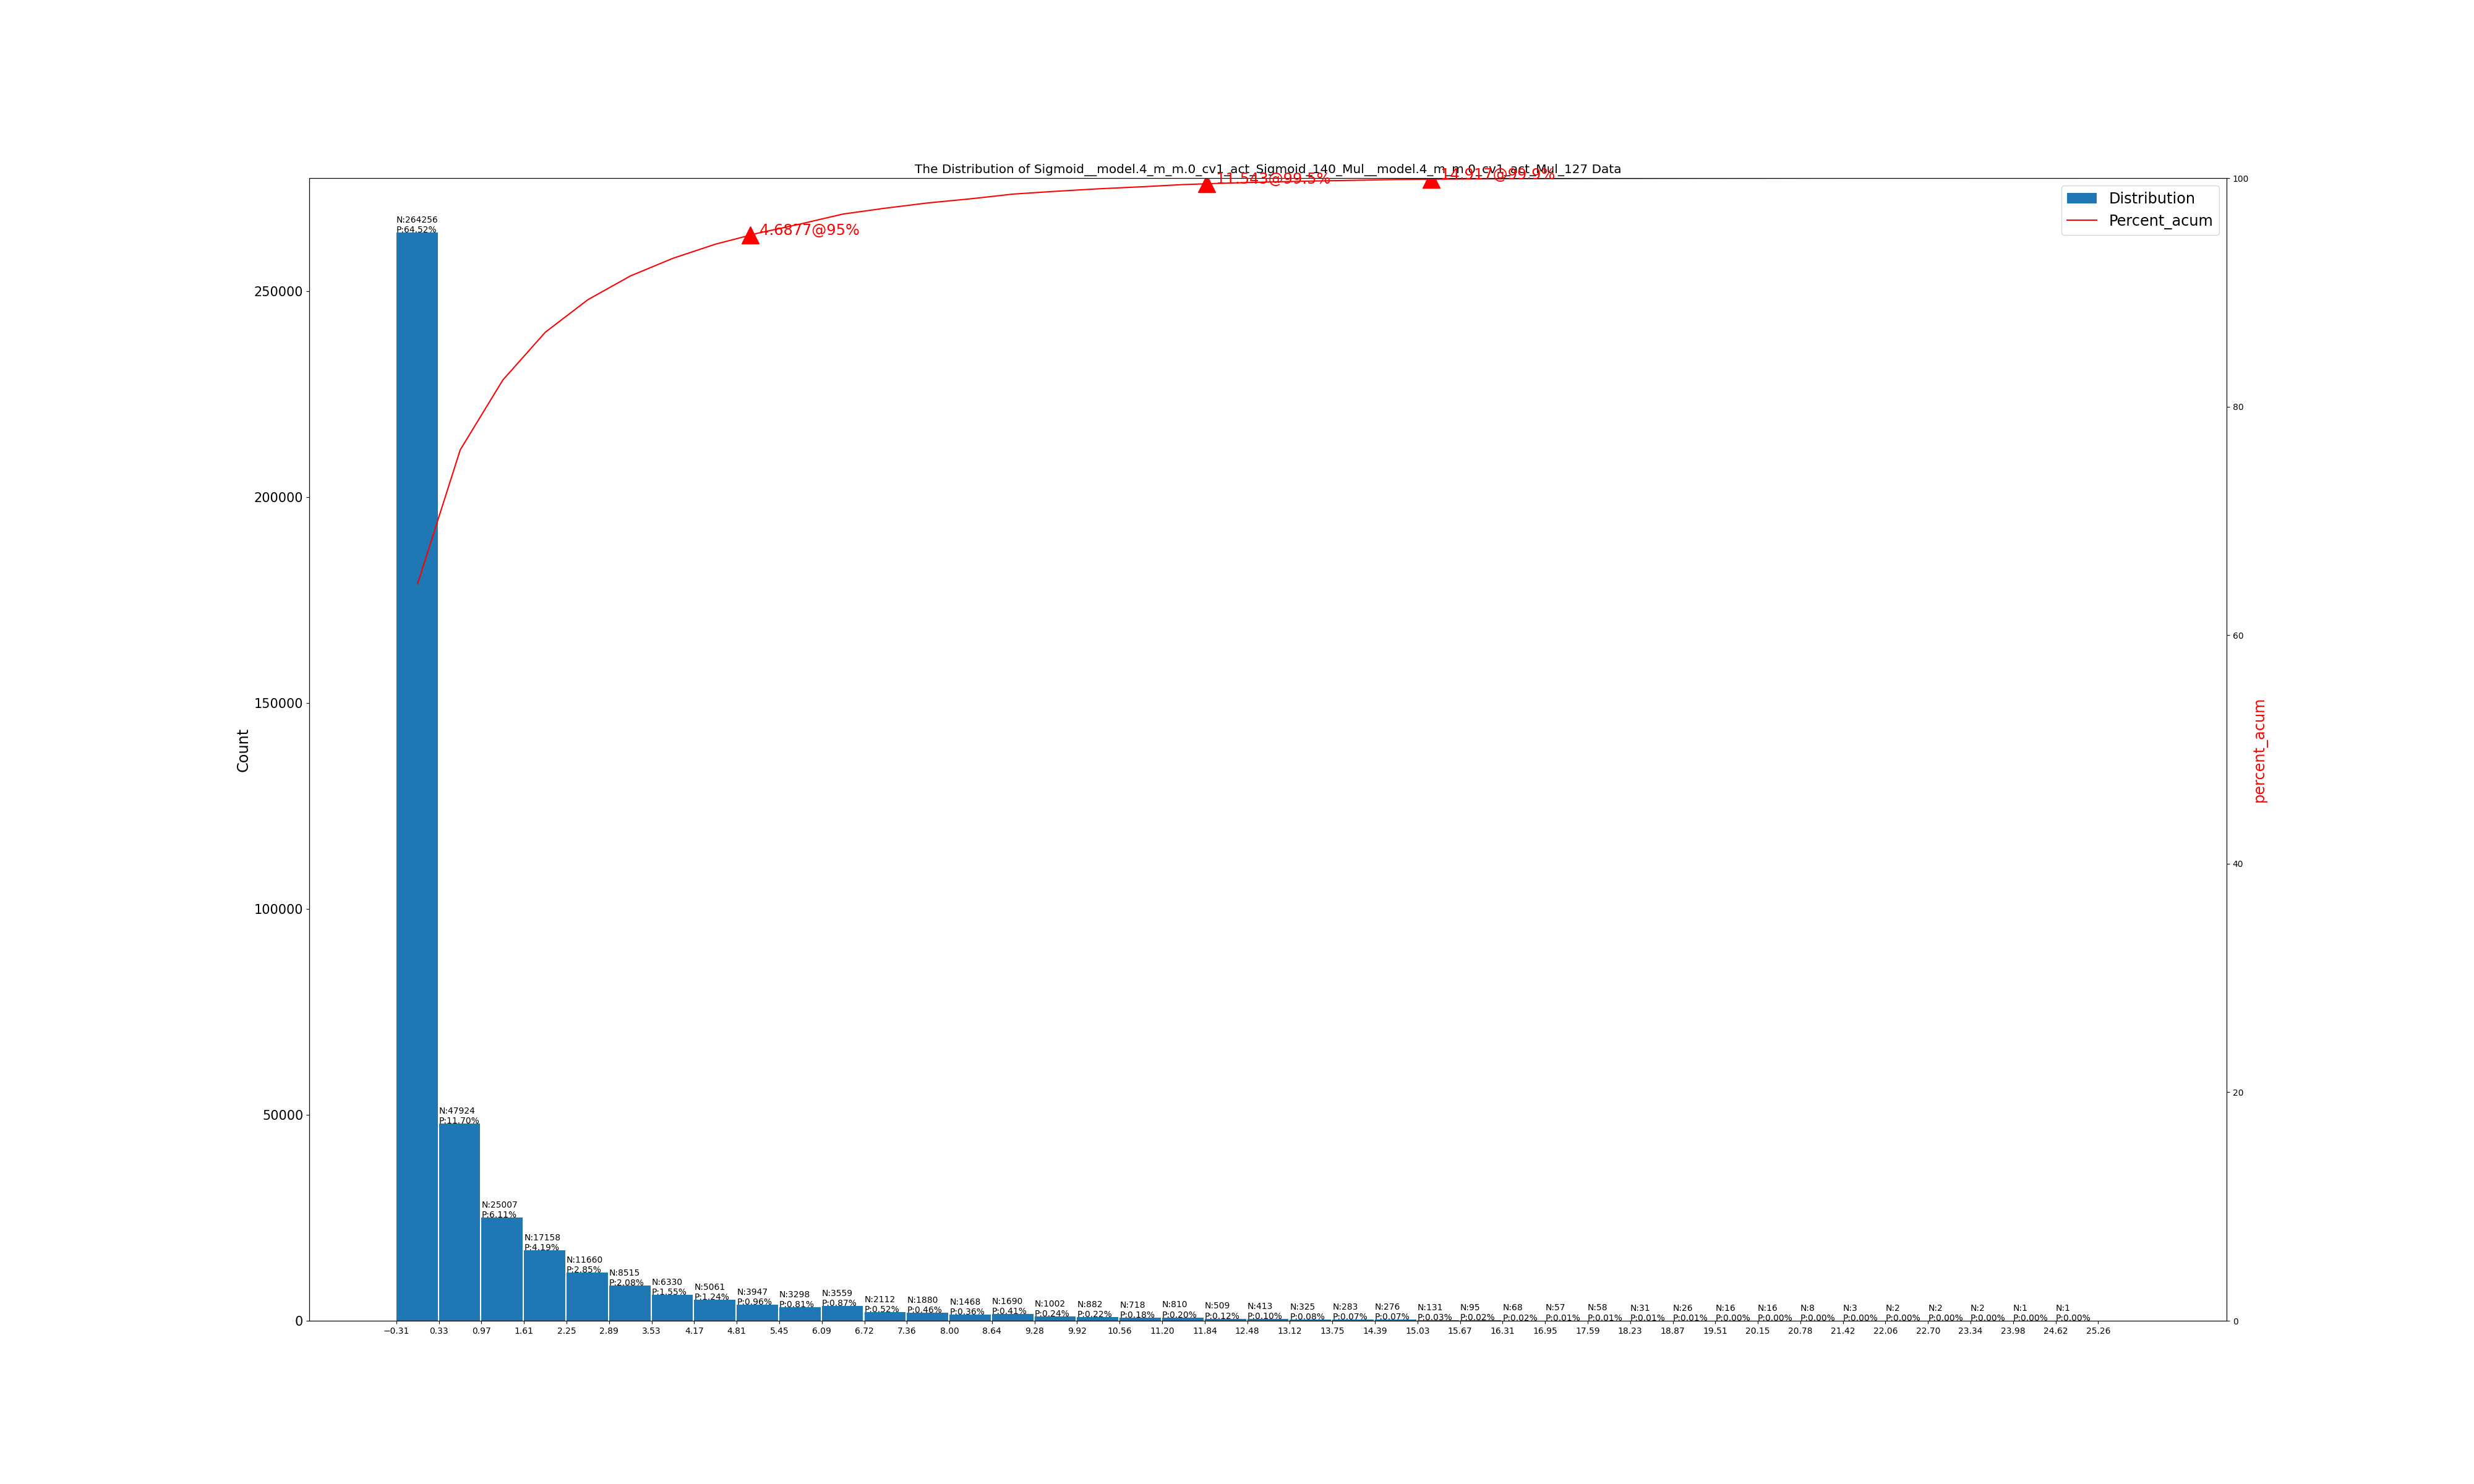 The Distribution of Sigmoid__model.4_m_m.0_cv1_act_Sigmoid_140_Mul__model.4_m_m.0_cv1_act_Mul_127 Data
Distribution
Percent_acum
4.6877@95%
11.543@99.5%
14.917@99.9%
Count
percent_acum
250000
200000
150000
100000
50000
0
100
80
60
40
20
0
N:264256
P:64.52%
N:47924
P:11.70%
N:25007
P:6.11%
N:17158
P:4.19%
N:11660
P:2.85%
N:8515
P:2.08%
N:6330
P:1.55%
N:5061
P:1.24%
N:3947
P:0.96%
N:3298
P:0.81%
N:3559
P:0.87%
N:2112
P:0.52%
N:1880
P:0.46%
N:1468
P:0.36%
N:1690
P:0.41%
N:1002
P:0.24%
N:882
P:0.22%
N:718
P:0.18%
N:810
P:0.20%
N:509
P:0.12%
N:413
P:0.10%
N:325
P:0.08%
N:283
P:0.07%
N:276
P:0.07%
N:131
P:0.03%
N:95
P:0.02%
N:68
P:0.02%
N:57
P:0.01%
N:58
P:0.01%
N:31
P:0.01%
N:26
P:0.01%
N:16
P:0.00%
N:16
P:0.00%
N:8
P:0.00%
N:3
P:0.00%
N:2
P:0.00%
N:2
P:0.00%
N:2
P:0.00%
N:1
P:0.00%
N:1
P:0.00%
−0.31 0.33 0.97 1.61 2.25 2.89 3.53 4.17 4.81 5.45 6.09 6.72 7.36 8.00 8.64 9.28 9.92 10.56 11.20 11.84 12.48 13.12 13.75 14.39 15.03 15.67 16.31 16.95 17.59 18.23 18.87 19.51 20.15 20.78 21.42 22.06 22.70 23.34 23.98 24.62 25.26